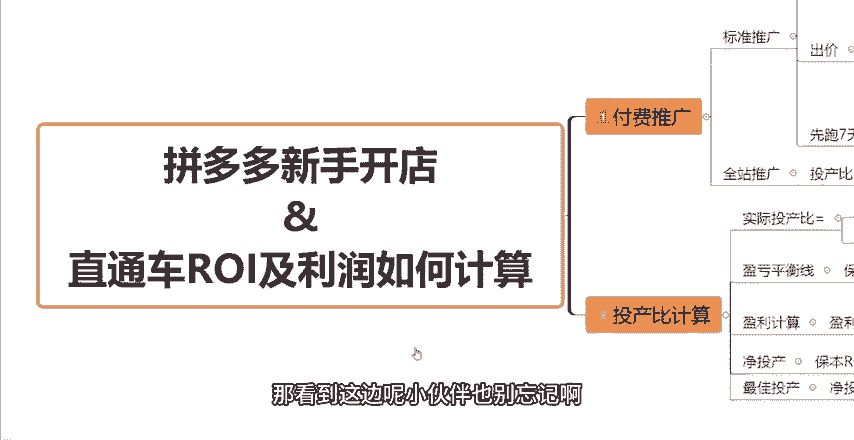 拼多多新手开店
&
直通车ROI及利润如何计算
付费推广
标准推广
出价
先跑7天
全站推广
投产比
投产比计算
实际投产比=
盈亏平衡线
保
盈利计算
盈利
净投产
保本R
最佳投产
净投
那看到这边呢小伙伴也别忘记啊